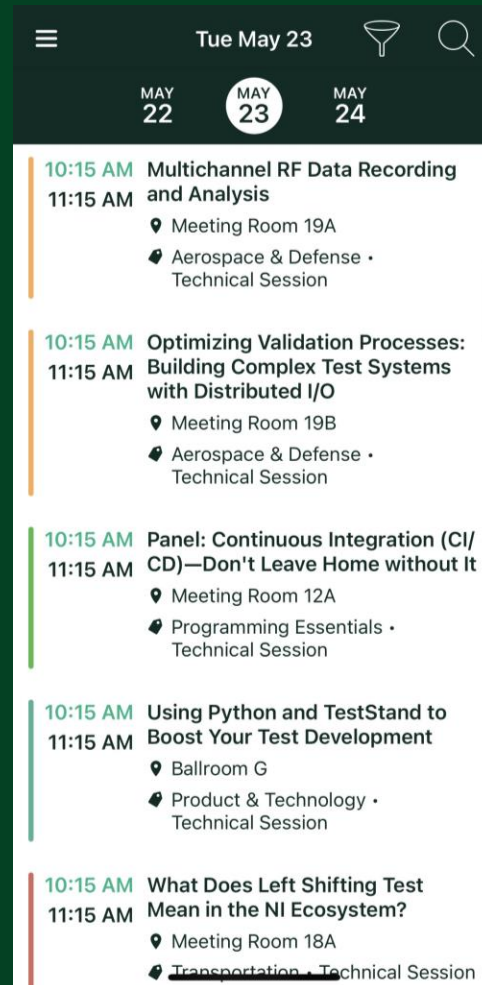 Tue May 23
MAY MAY MAY
22 23 24
10:15 AM Multichannel RF Data Recording
11:15 AM and Analysis
Meeting Room 19A
Aerospace & Defense •
Technical Session
10:15 AM Optimizing Validation Processes:
11:15 AM Building Complex Test Systems
with Distributed I/O
Meeting Room 19B
Aerospace & Defense •
Technical Session
10:15 AM Panel: Continuous Integration (CI/
11:15 AM CD)—Don't Leave Home without It
Meeting Room 12A
Programming Essentials •
Technical Session
10:15 AM Using Python and TestStand to
11:15 AM Boost Your Test Development
Ballroom G
Product & Technology •
Technical Session
10:15 AM What Does Left Shifting Test
11:15 AM Mean in the NI Ecosystem?
Meeting Room 18A
Transportation • Technical Session